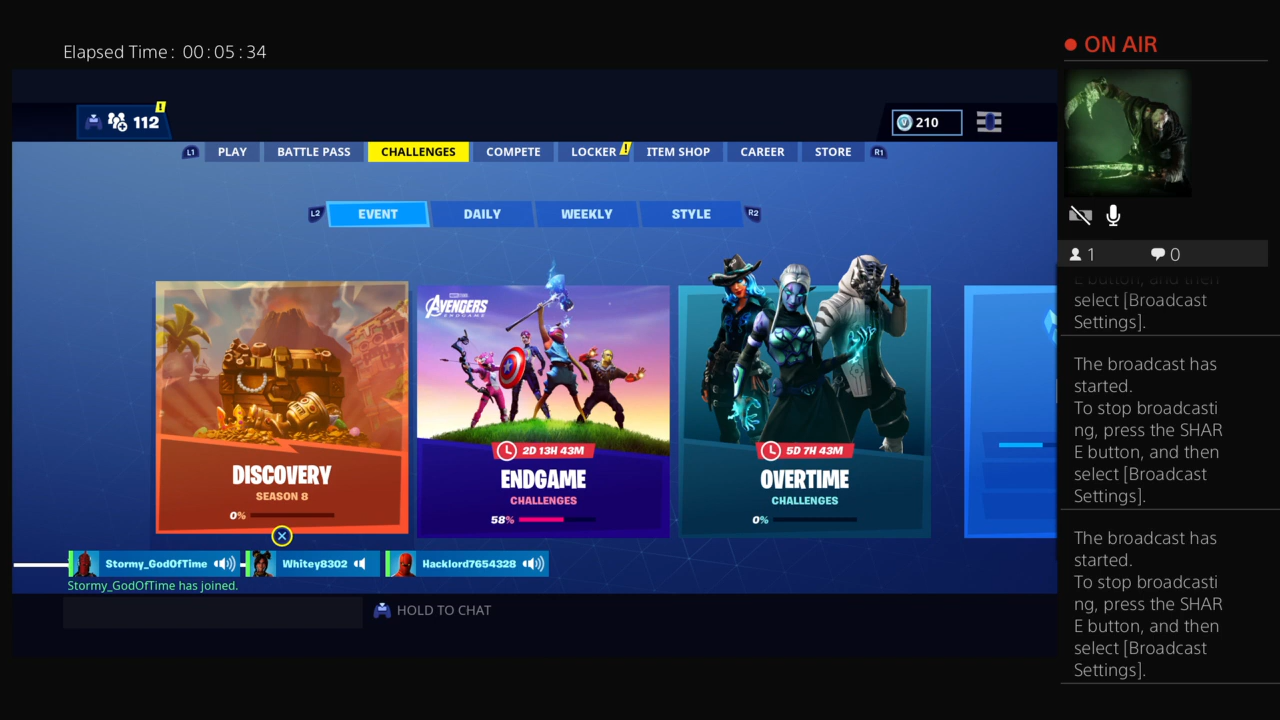 Elapsed Time: 00:05:34
ON AIR
! 112
210
L1 PLAY BATTLE PASS CHALLENGES COMPETE LOCKER ! ITEM SHOP CAREER STORE R1
L2 EVENT DAILY WEEKLY STYLE R2
1 0
E button, and then
select [Broadcast
Settings].
The broadcast has
started.
To stop broadcasti
ng, press the SHAR
E button, and then
select [Broadcast
Settings].
The broadcast has
started.
To stop broadcasti
ng, press the SHAR
E button, and then
select [Broadcast
Settings].
DISCOVERY
SEASON 8
0%
MARVEL STUDIOS
AVENGERS
ENDGAME
2D 13H 43M
ENDGAME
CHALLENGES
58%
5D 7H 43M
OVERTIME
CHALLENGES
0%
Stormy_GodOfTime Whitey8302 Hacklord7654328
Stormy_GodOfTime has joined.
HOLD TO CHAT